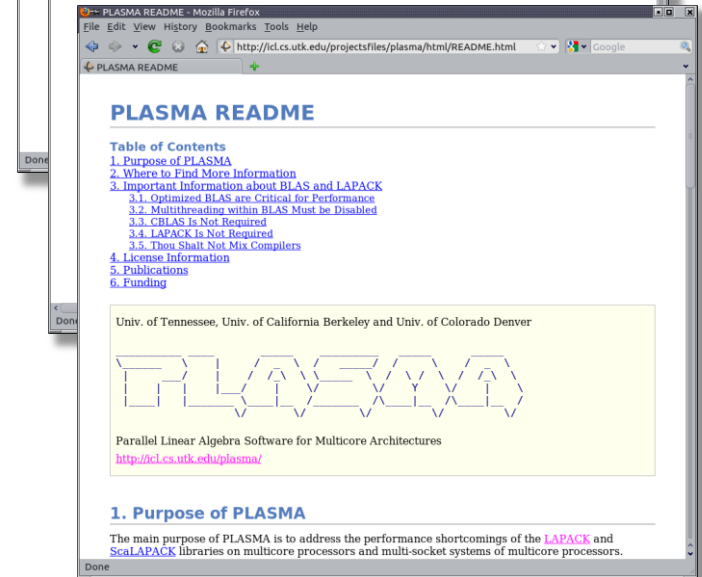 PLASMA README - Mozilla Firefox
File Edit View History Bookmarks Tools Help
http://icl.cs.utk.edu/projectsfiles/plasma/html/README.html
Google
PLASMA README
PLASMA README
Table of Contents
1. Purpose of PLASMA
2. Where to Find More Information
3. Important Information about BLAS and LAPACK
3.1. Optimized BLAS are Critical for Performance
3.2. Multithreading within BLAS Must be Disabled
3.3. CBLAS Is Not Required
3.4. LAPACK Is Not Required
3.5. Thou Shalt Not Mix Compilers
4. License Information
5. Publications
6. Funding
Univ. of Tennessee, Univ. of California Berkeley and Univ. of Colorado Denver
PLASMA
Parallel Linear Algebra Software for Multicore Architectures
http://icl.cs.utk.edu/plasma/
1. Purpose of PLASMA
The main purpose of PLASMA is to address the performance shortcomings of the LAPACK and
ScaLAPACK libraries on multicore processors and multi-socket systems of multicore processors.
Done
Done
Done